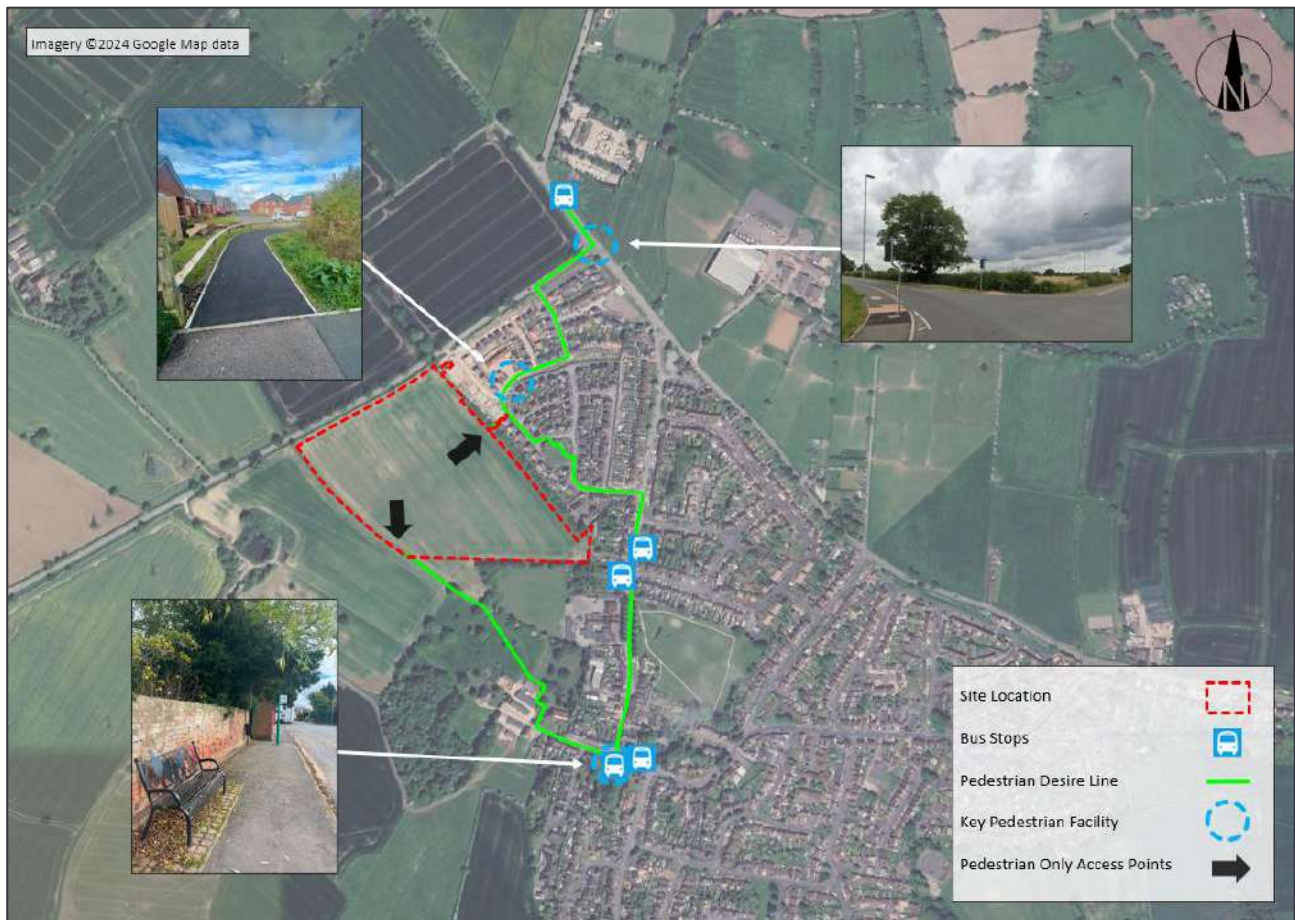 Imagery ©2024 Google Map data
N
Site Location
Bus Stops
Pedestrian Desire Line
Key Pedestrian Facility
Pedestrian Only Access Points